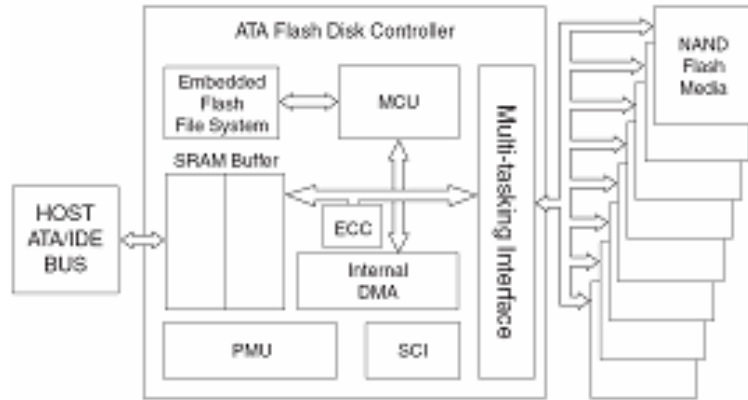 ATA Flash Disk Controller
Embedded
Flash
File System
MCU
SRAM Buffer
HOST
ATA/IDE
BUS
ECC
Internal
DMA
PMU
SCI
Multi-tasking Interface
NAND
Flash
Media